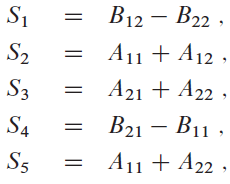 S₁ = B₁₂ − B₂₂ ,
S₂ = A₁₁ + A₁₂ ,
S₃ = A₂₁ + A₂₂ ,
S₄ = B₂₁ − B₁₁ ,
S₅ = A₁₁ + A₂₂ ,